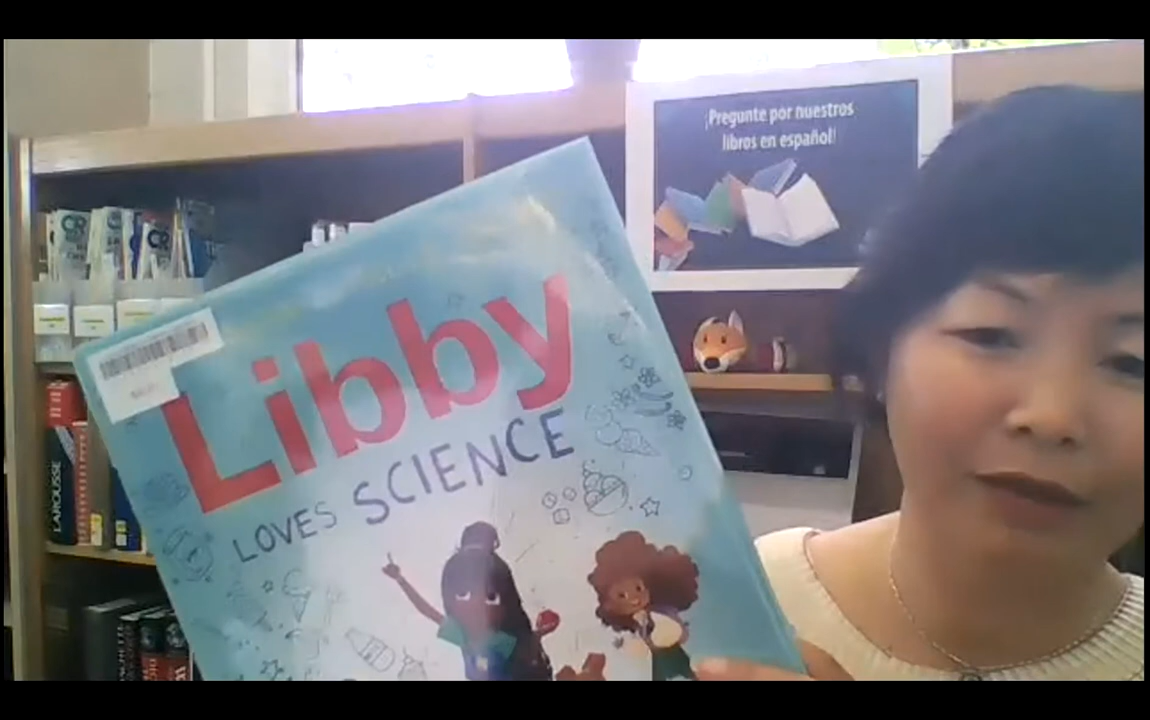 ¡Pregunte por nuestros
libros en español!
Libby
LOVES SCIENCE
LAROUSSE